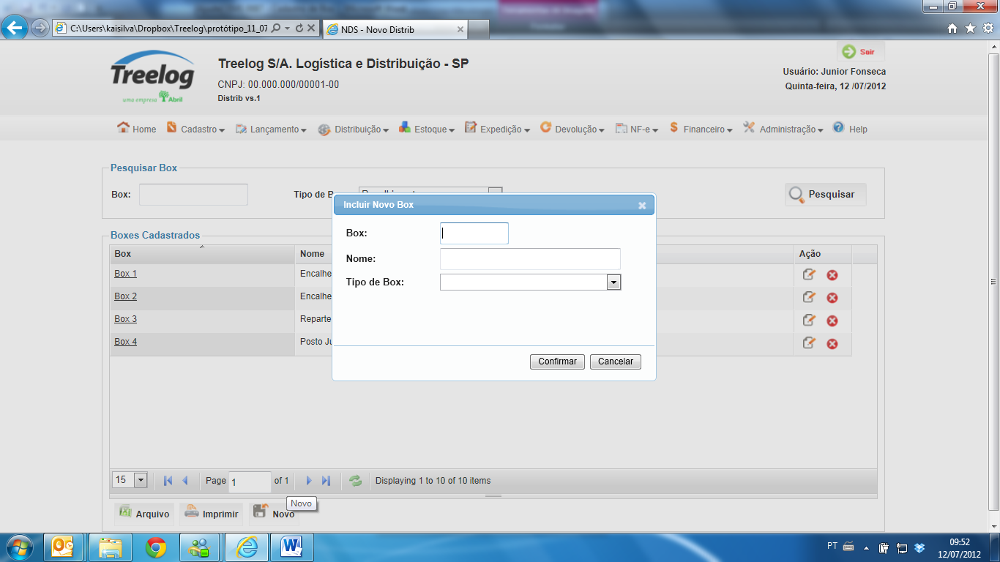 C:\Users\kaisilva\Dropbox\Treelog\protótipo_11_07
NDS - Novo Distrib
Treelog
uma empresa Abril
Treelog S/A. Logística e Distribuição - SP
CNPJ: 00.000.000/00001-00
Distrib vs.1
Sair
Usuário: Junior Fonseca
Quinta-feira, 12 /07/2012
Home Cadastro Lançamento Distribuição Estoque Expedição Devolução NF-e Financeiro Administração Help
Pesquisar Box
Box: Tipo de B
Pesquisar
Incluir Novo Box
Box:
Nome:
Tipo de Box:
Confirmar Cancelar
Boxes Cadastrados
Box Nome Ação
Box 1 Encalhe
Box 2 Encalhe
Box 3 Reparte
Box 4 Posto Ju
15 Page 1 of 1 Displaying 1 to 10 of 10 items
Novo
Arquivo Imprimir Novo
PT 09:52
12/07/2012